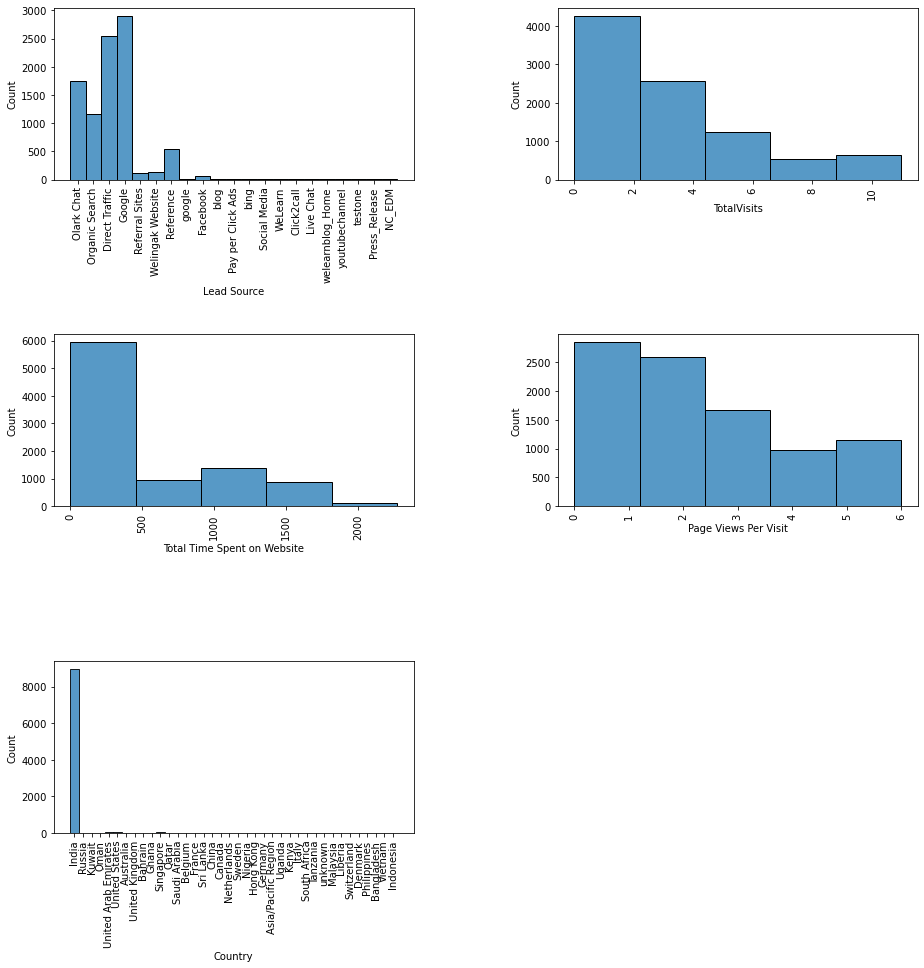 Count
3000
2500
2000
1500
1000
500
0
Olark Chat
Organic Search
Direct Traffic
Google
Referral Sites
Welingak Website
Reference
google
Facebook
blog
Pay per Click Ads
bing
Social Media
WeLearn
Click2call
Live Chat
welearnblog_Home
youtubechannel
testone
Press_Release
NC_EDM
Lead Source
Count
4000
3000
2000
1000
0
0
2
4
6
8
10
TotalVisits
Count
6000
5000
4000
3000
2000
1000
0
0
500
1000
1500
2000
Total Time Spent on Website
Count
2500
2000
1500
1000
500
0
0
1
2
3
4
5
6
Page Views Per Visit
Count
8000
6000
4000
2000
0
India
Russia
Kuwait
Oman
United Arab Emirates
United States
Australia
United Kingdom
Bahrain
Ghana
Singapore
Qatar
Saudi Arabia
Belgium
France
Sri Lanka
China
Canada
Netherlands
Sweden
Nigeria
Hong Kong
Germany
Asia/Pacific Region
Uganda
Kenya
Italy
South Africa
Tanzania
unknown
Malaysia
Liberia
Switzerland
Denmark
Philippines
Bangladesh
Vietnam
Indonesia
Country